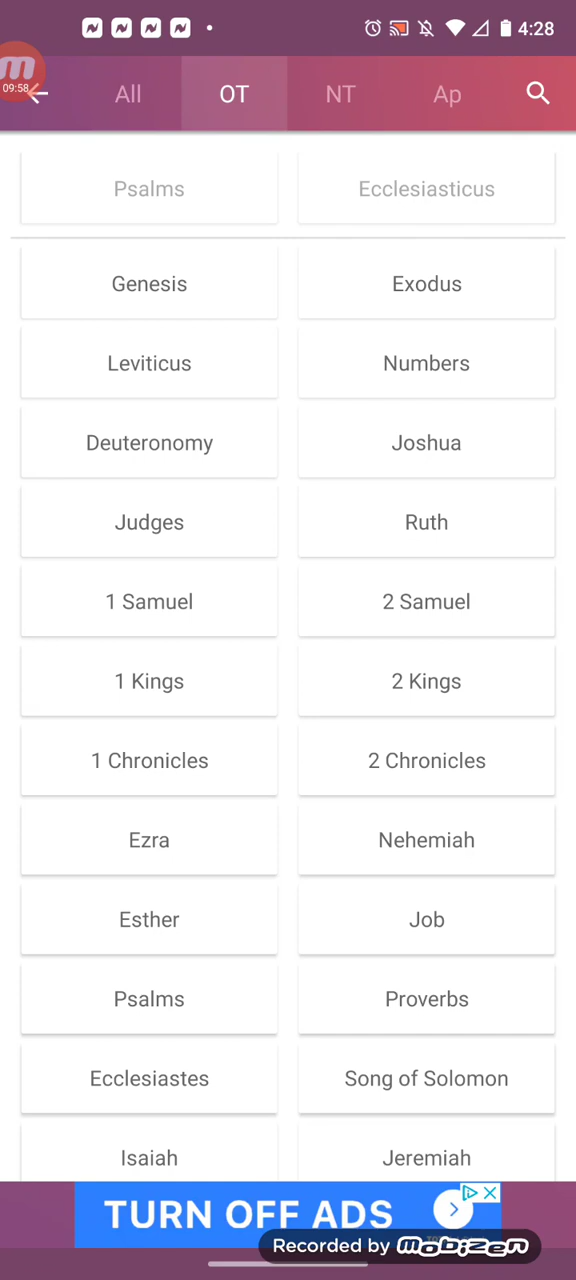 4:28
09:58
All OT NT Ap
Psalms Ecclesiasticus
Genesis Exodus
Leviticus Numbers
Deuteronomy Joshua
Judges Ruth
1 Samuel 2 Samuel
1 Kings 2 Kings
1 Chronicles 2 Chronicles
Ezra Nehemiah
Esther Job
Psalms Proverbs
Ecclesiastes Song of Solomon
Isaiah Jeremiah
TURN OFF ADS
Recorded by mobizen